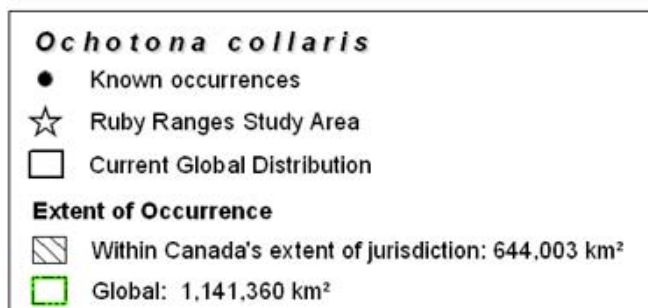 Ochotona collaris
Known occurrences
Ruby Ranges Study Area
Current Global Distribution
Extent of Occurrence
Within Canada's extent of jurisdiction: 644,003 km²
Global: 1,141,360 km²